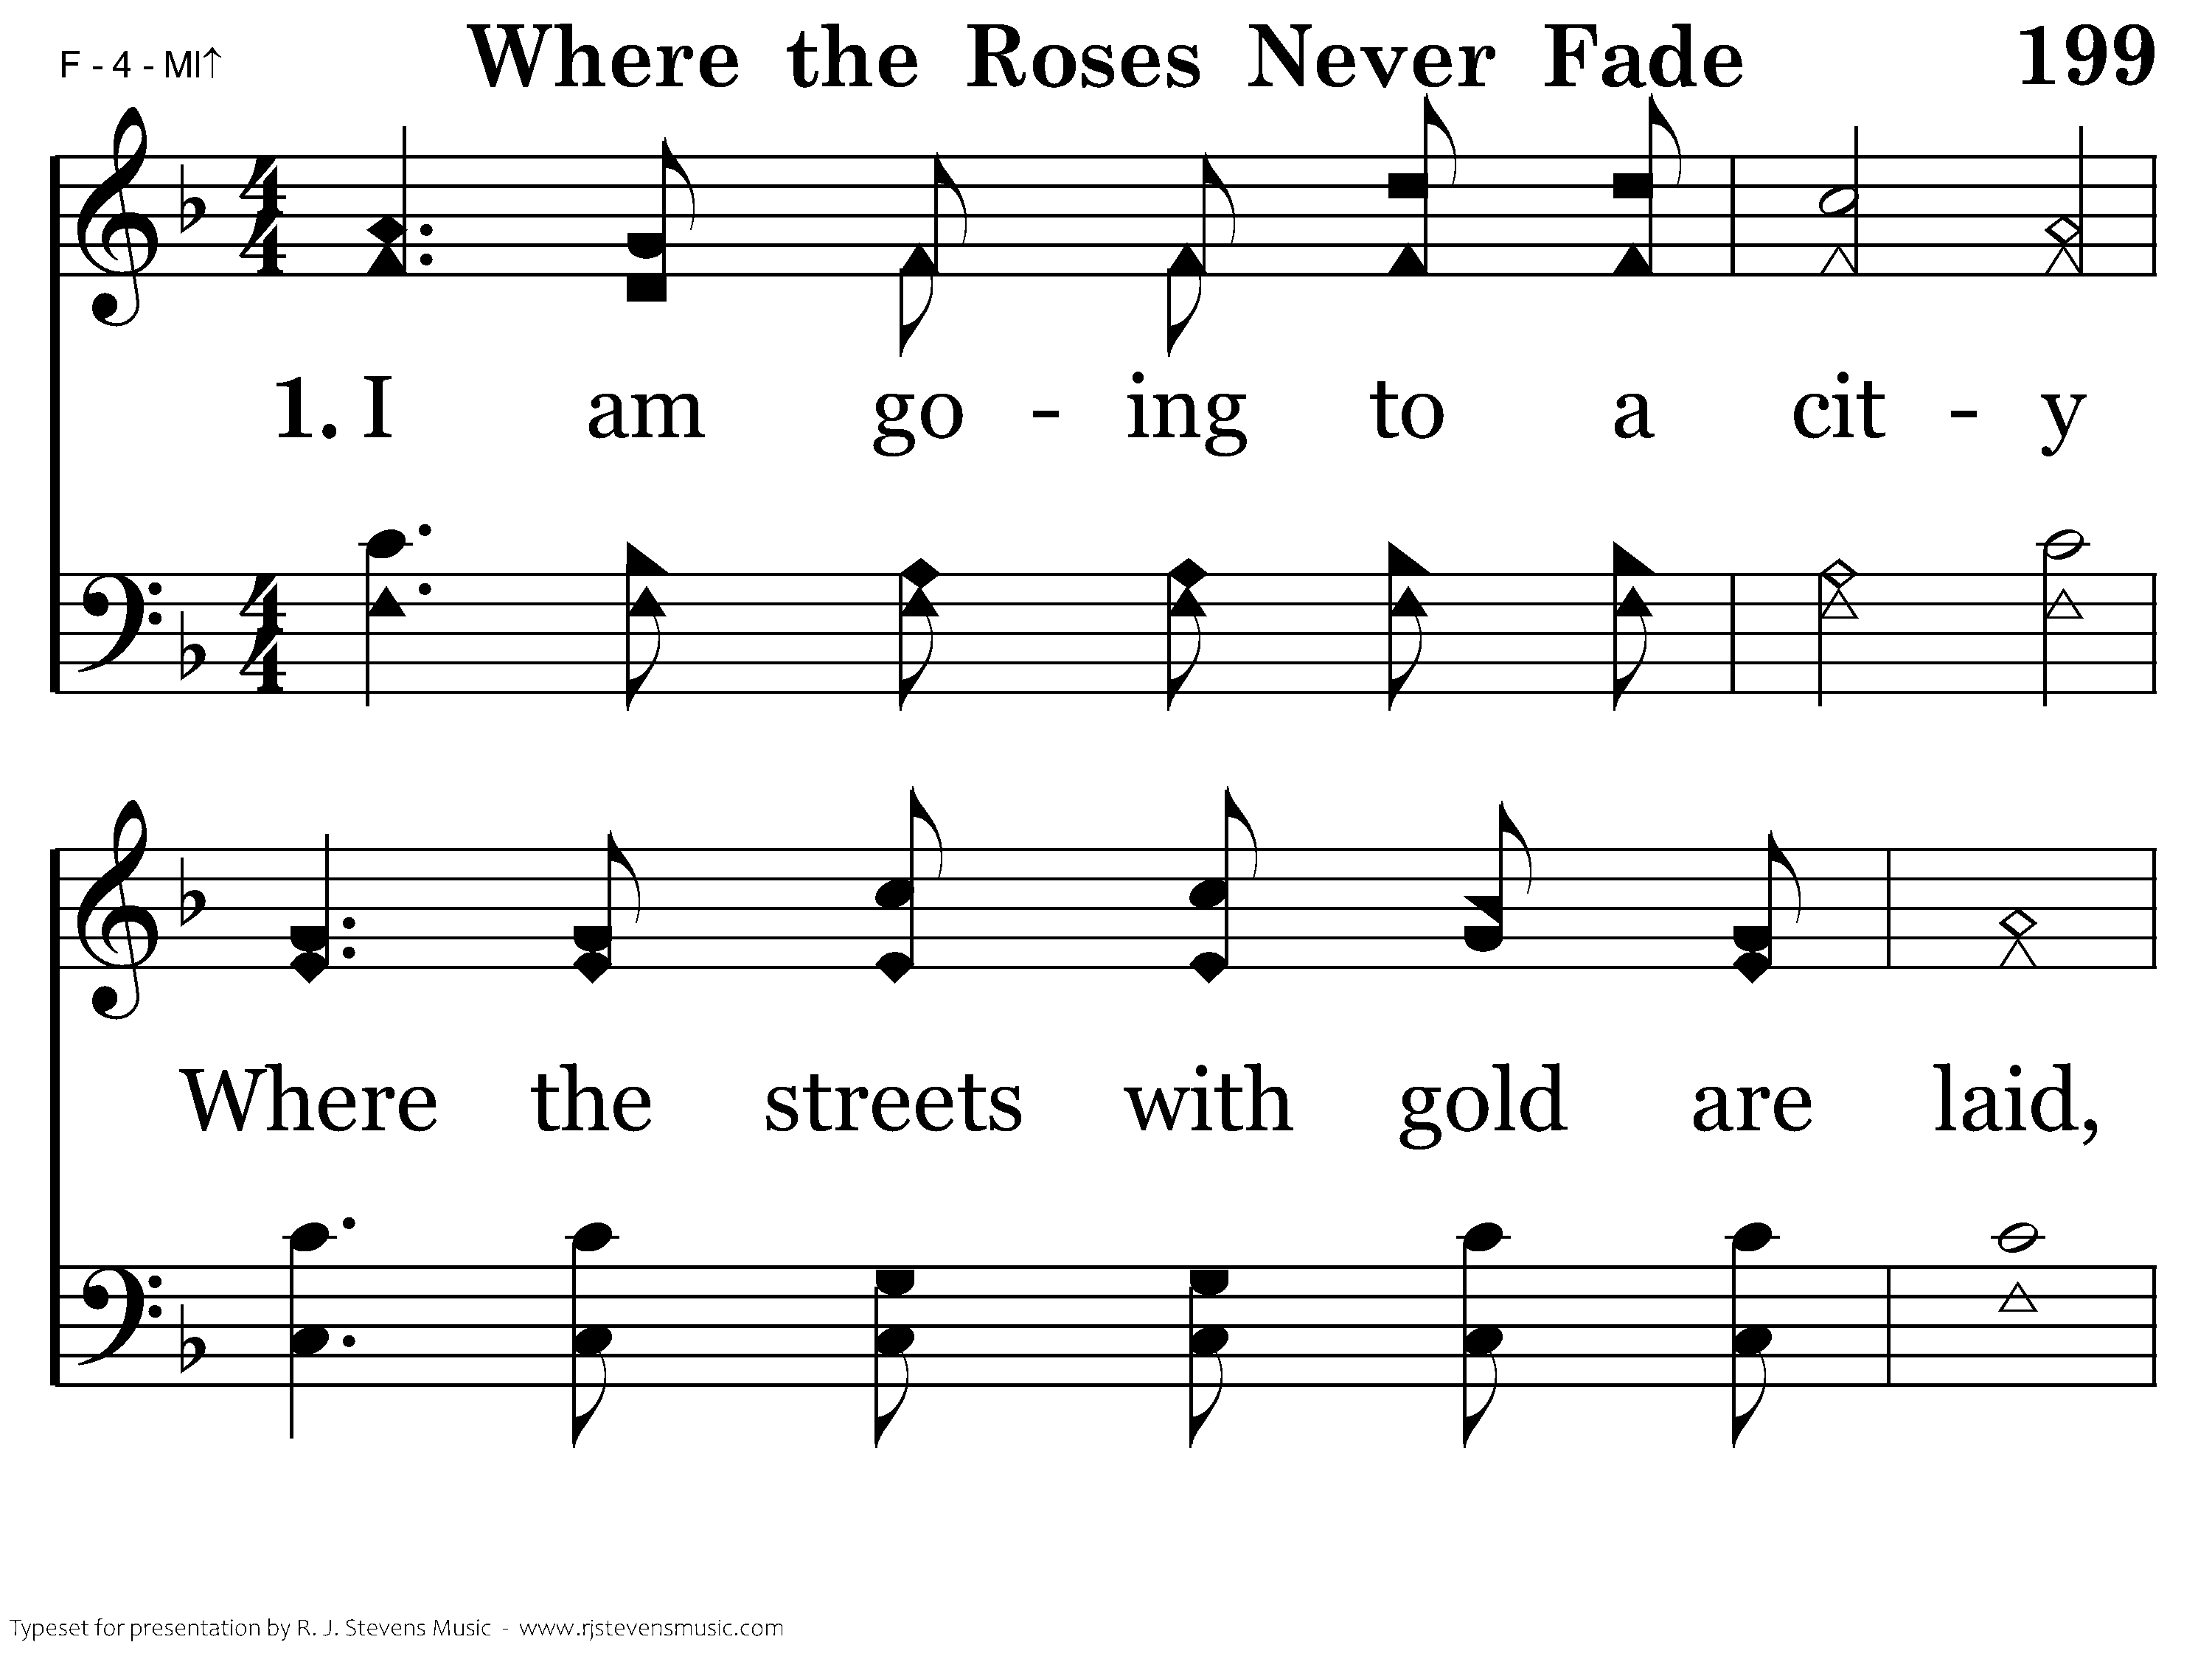 F - 4 - MI↑ Where the Roses Never Fade 199
1. I am go - ing to a cit - y
Where the streets with gold are laid,
Typeset for presentation by R. J. Stevens Music - www.rjstevensmusic.com